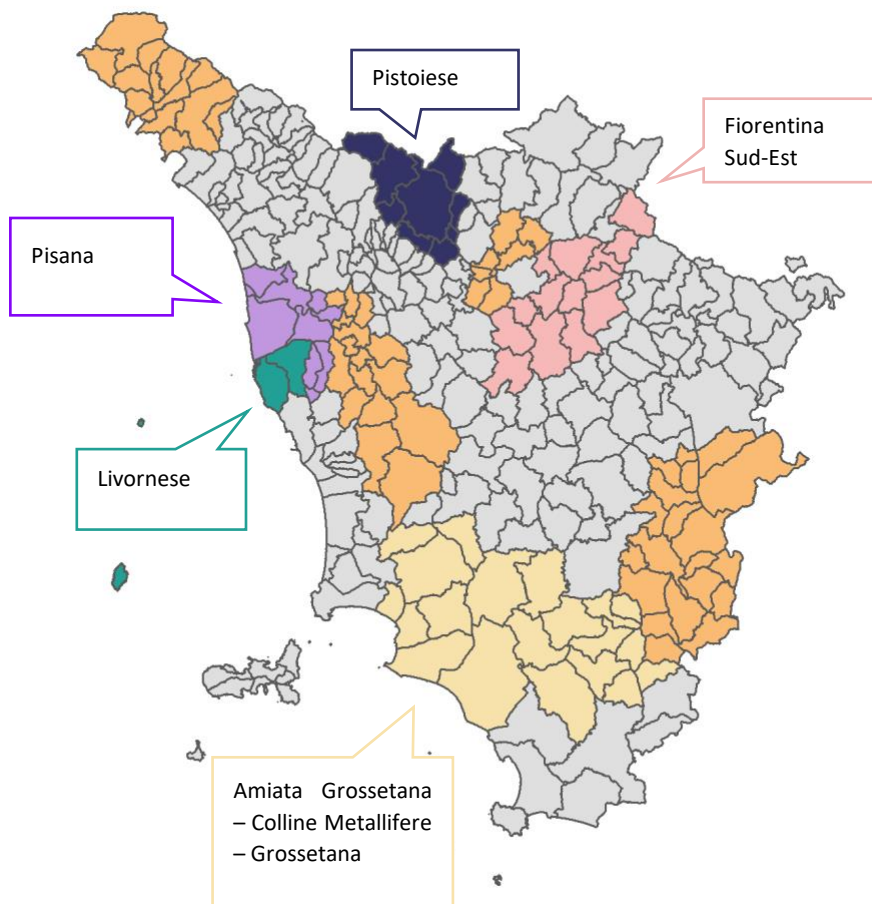 Pistoiese
Fiorentina
Sud-Est
Pisana
Livornese
Amiata Grossetana
– Colline Metallifere
– Grossetana